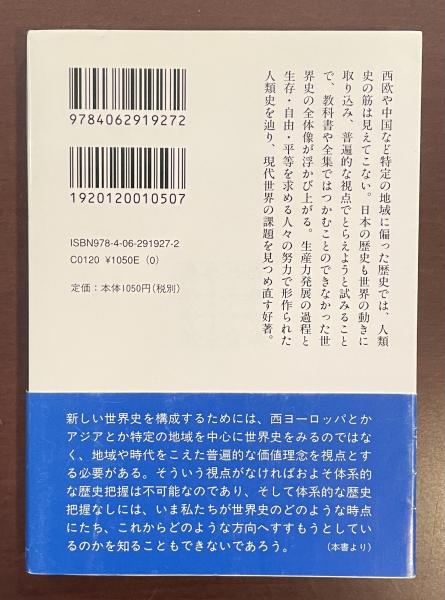 西欧や中国など特定の地域に偏った歴史では、人類
史の筋は見えてこない。日本の歴史も世界の動きに
取り込み、普遍的な視点でとらえようと試みること
で、教科書や全集ではつかむことのできなかった世
界史の全体像が浮かび上がる。生産力発展の過程と
生存・自由・平等を求める人々の努力で形作られた
人類史を辿り、現代世界の課題を見つめ直す好著。
9784062919272
1920120010507
ISBN978-4-06-291927-2
C0120 ¥1050E (0)
定価：本体1050円（税別）
新しい世界史を構成するためには、西ヨーロッパとか
アジアとか特定の地域を中心に世界史をみるのではな
く、地域や時代をこえた普遍的な価値理念を視点とす
る必要がある。そういう視点がなければおよそ体系的
な歴史把握は不可能なのであり、そして体系的な歴史
把握なしには、いま私たちが世界史のどのような時点
にたち、これからどのような方向へすすもうとしている
のかを知ることもできないであろう。 （本書より）